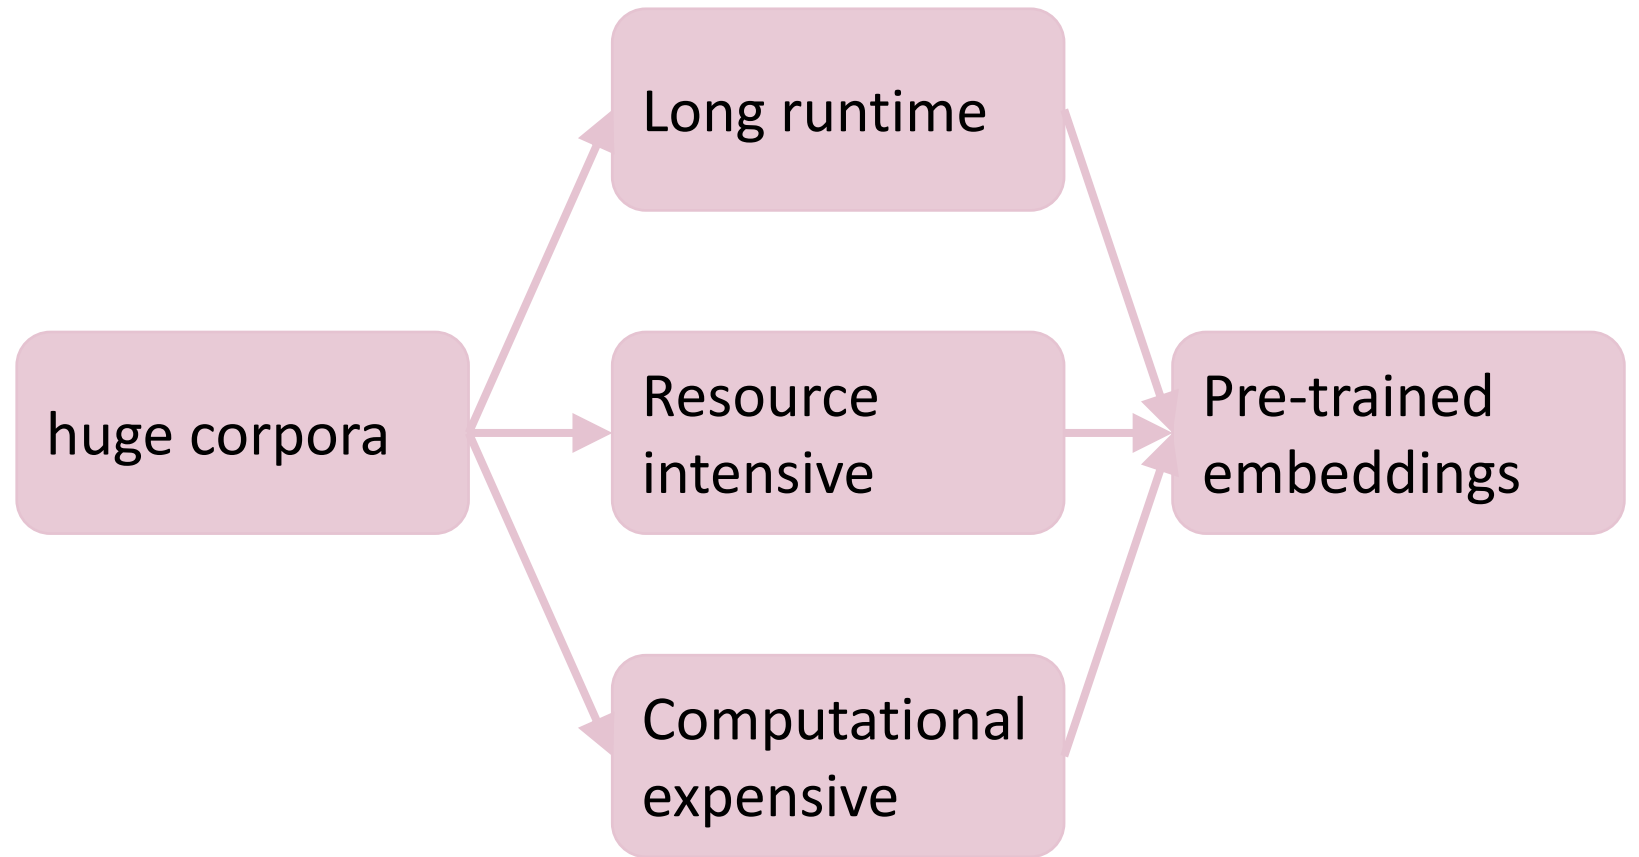 Long runtime
huge corpora
Resource
intensive
Pre-trained
embeddings
Computational
expensive